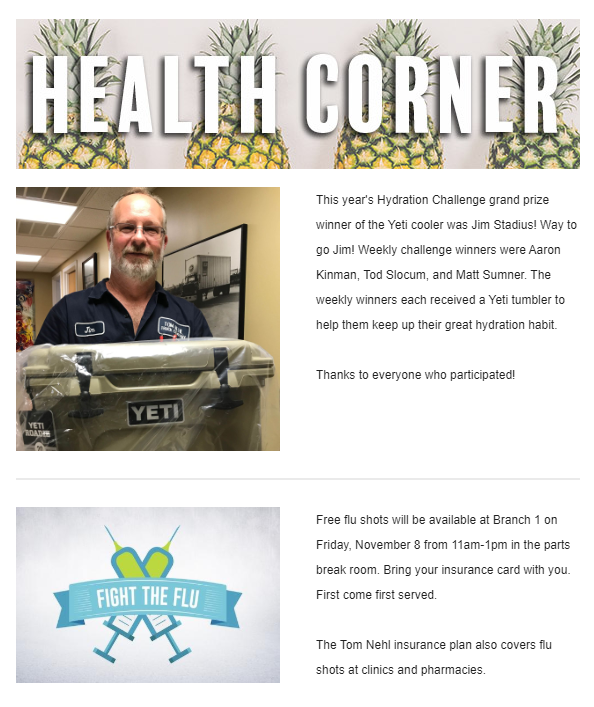 HEALTH CORNER
This year's Hydration Challenge grand prize
winner of the Yeti cooler was Jim Stadius! Way to
go Jim! Weekly challenge winners were Aaron
Kinman, Tod Slocum, and Matt Sumner. The
weekly winners each received a Yeti tumbler to
help them keep up their great hydration habit.
Thanks to everyone who participated!
Jim
YETI
YETI
ROADIE
FIGHT THE FLU
Free flu shots will be available at Branch 1 on
Friday, November 8 from 11am-1pm in the parts
break room. Bring your insurance card with you.
First come first served.
The Tom Nehl insurance plan also covers flu
shots at clinics and pharmacies.